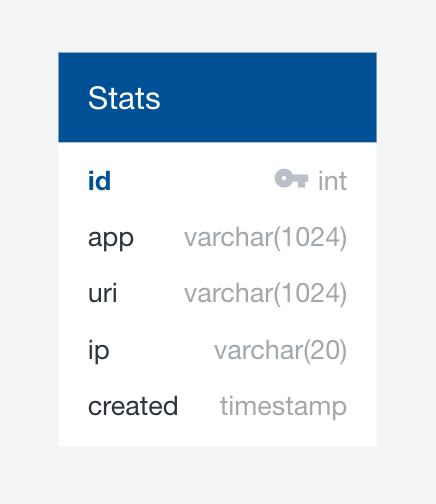 Stats
id int
app varchar(1024)
uri varchar(1024)
ip varchar(20)
created timestamp